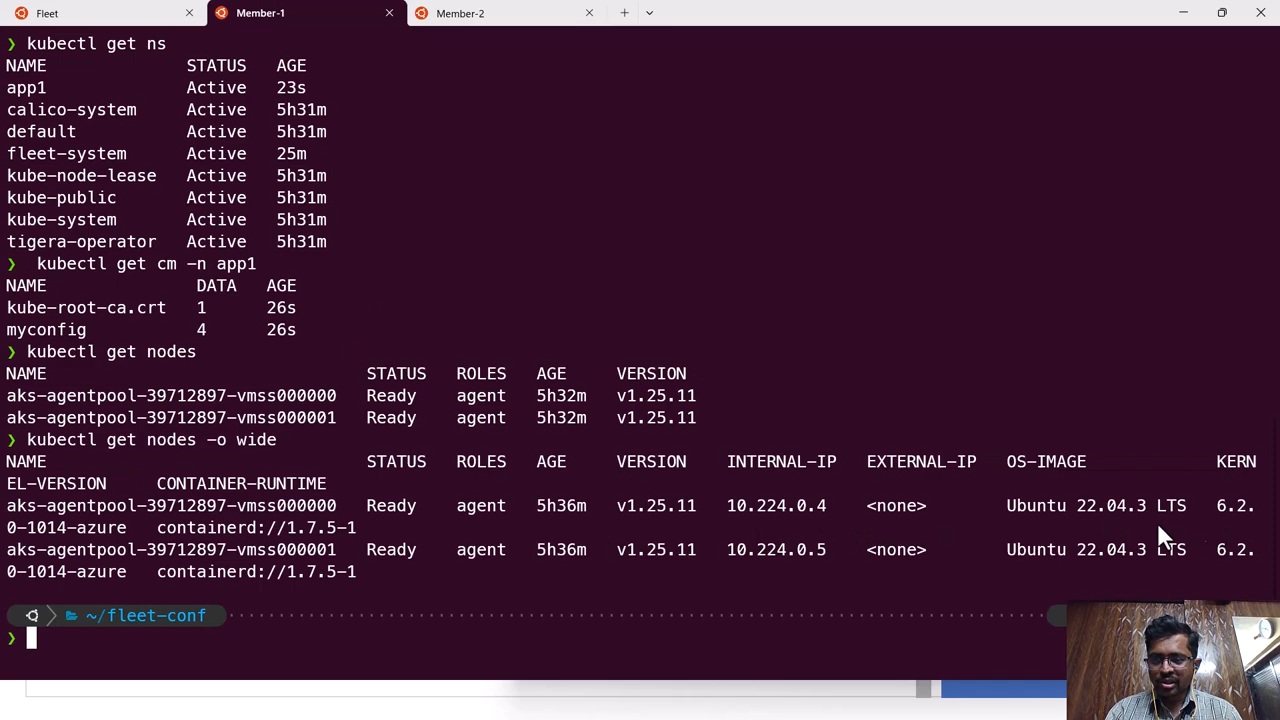 Fleet
Member-1
Member-2
❯ kubectl get ns
NAME STATUS AGE
app1 Active 23s
calico-system Active 5h31m
default Active 5h31m
fleet-system Active 25m
kube-node-lease Active 5h31m
kube-public Active 5h31m
kube-system Active 5h31m
tigera-operator Active 5h31m
❯ kubectl get cm -n app1
NAME DATA AGE
kube-root-ca.crt 1 26s
myconfig 4 26s
❯ kubectl get nodes
NAME STATUS ROLES AGE VERSION
aks-agentpool-39712897-vmss000000 Ready agent 5h32m v1.25.11
aks-agentpool-39712897-vmss000001 Ready agent 5h32m v1.25.11
❯ kubectl get nodes -o wide
NAME STATUS ROLES AGE VERSION INTERNAL-IP EXTERNAL-IP OS-IMAGE KERN
EL-VERSION CONTAINER-RUNTIME
aks-agentpool-39712897-vmss000000 Ready agent 5h36m v1.25.11 10.224.0.4 <none> Ubuntu 22.04.3 LTS 6.2.
0-1014-azure containerd://1.7.5-1
aks-agentpool-39712897-vmss000001 Ready agent 5h36m v1.25.11 10.224.0.5 <none> Ubuntu 22.04.3 LTS 6.2.
0-1014-azure containerd://1.7.5-1
~/fleet-conf
❯